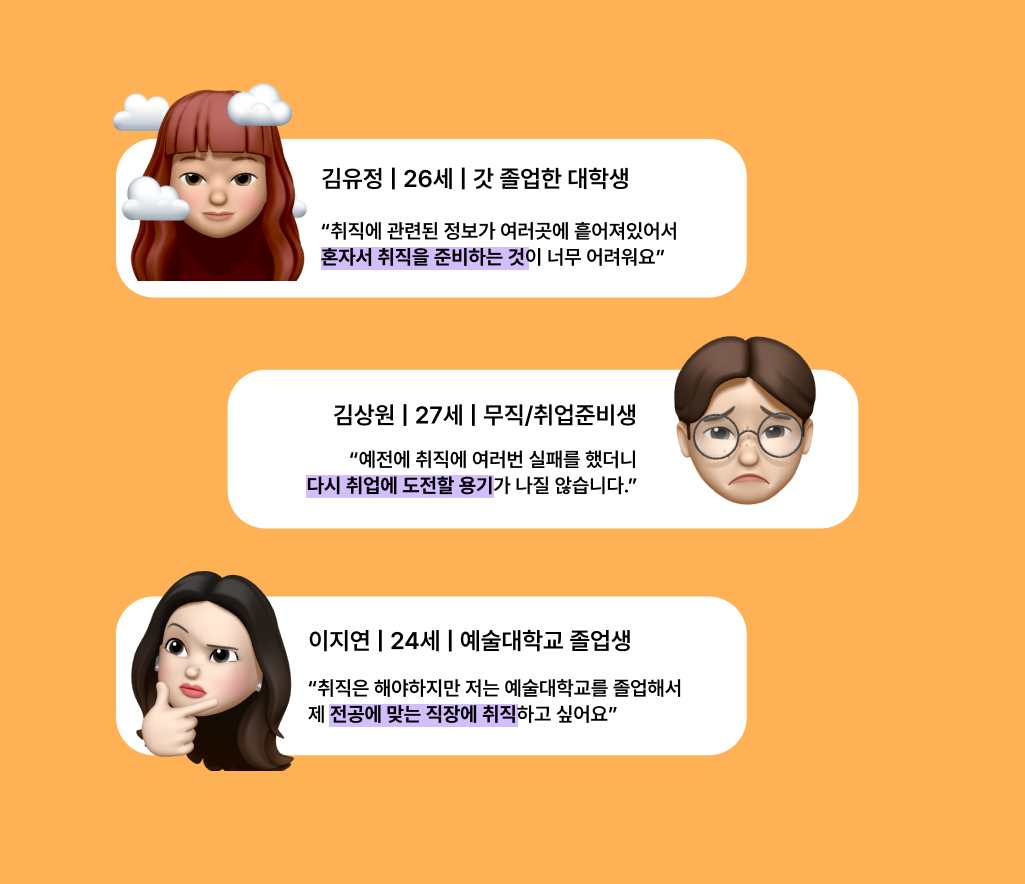 김유정 | 26세 | 갓 졸업한 대학생
“취직에 관련된 정보가 여러곳에 흩어져있어서
혼자서 취직을 준비하는 것이 너무 어려워요”
김상원 | 27세 | 무직/취업준비생
“예전에 취직에 여러번 실패를 했더니
다시 취업에 도전할 용기가 나질 않습니다.”
이지연 | 24세 | 예술대학교 졸업생
“취직은 해야하지만 저는 예술대학교를 졸업해서
제 전공에 맞는 직장에 취직하고 싶어요”